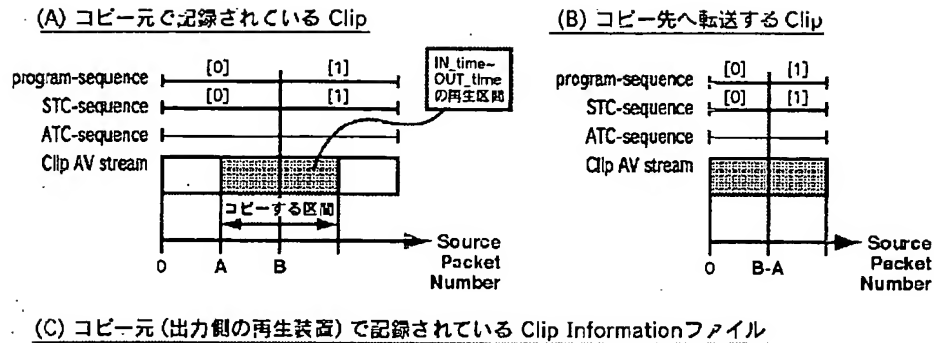 (A) コピー元で記録されている Clip
program-sequence [0] [1]
STC-sequence [0] [1]
ATC-sequence
Clip AV stream
IN_time~
OUT_time
の再生区間
コピーする区間
0 A B
Source
Packet
Number
(B) コピー先へ転送する Clip
program-sequence [0] [1]
STC-sequence [0] [1]
ATC-sequence
Clip AV stream
0 B-A
Source
Packet
Number
(C) コピー元 (出力側の再生装置) で記録されている Clip Informationファイル